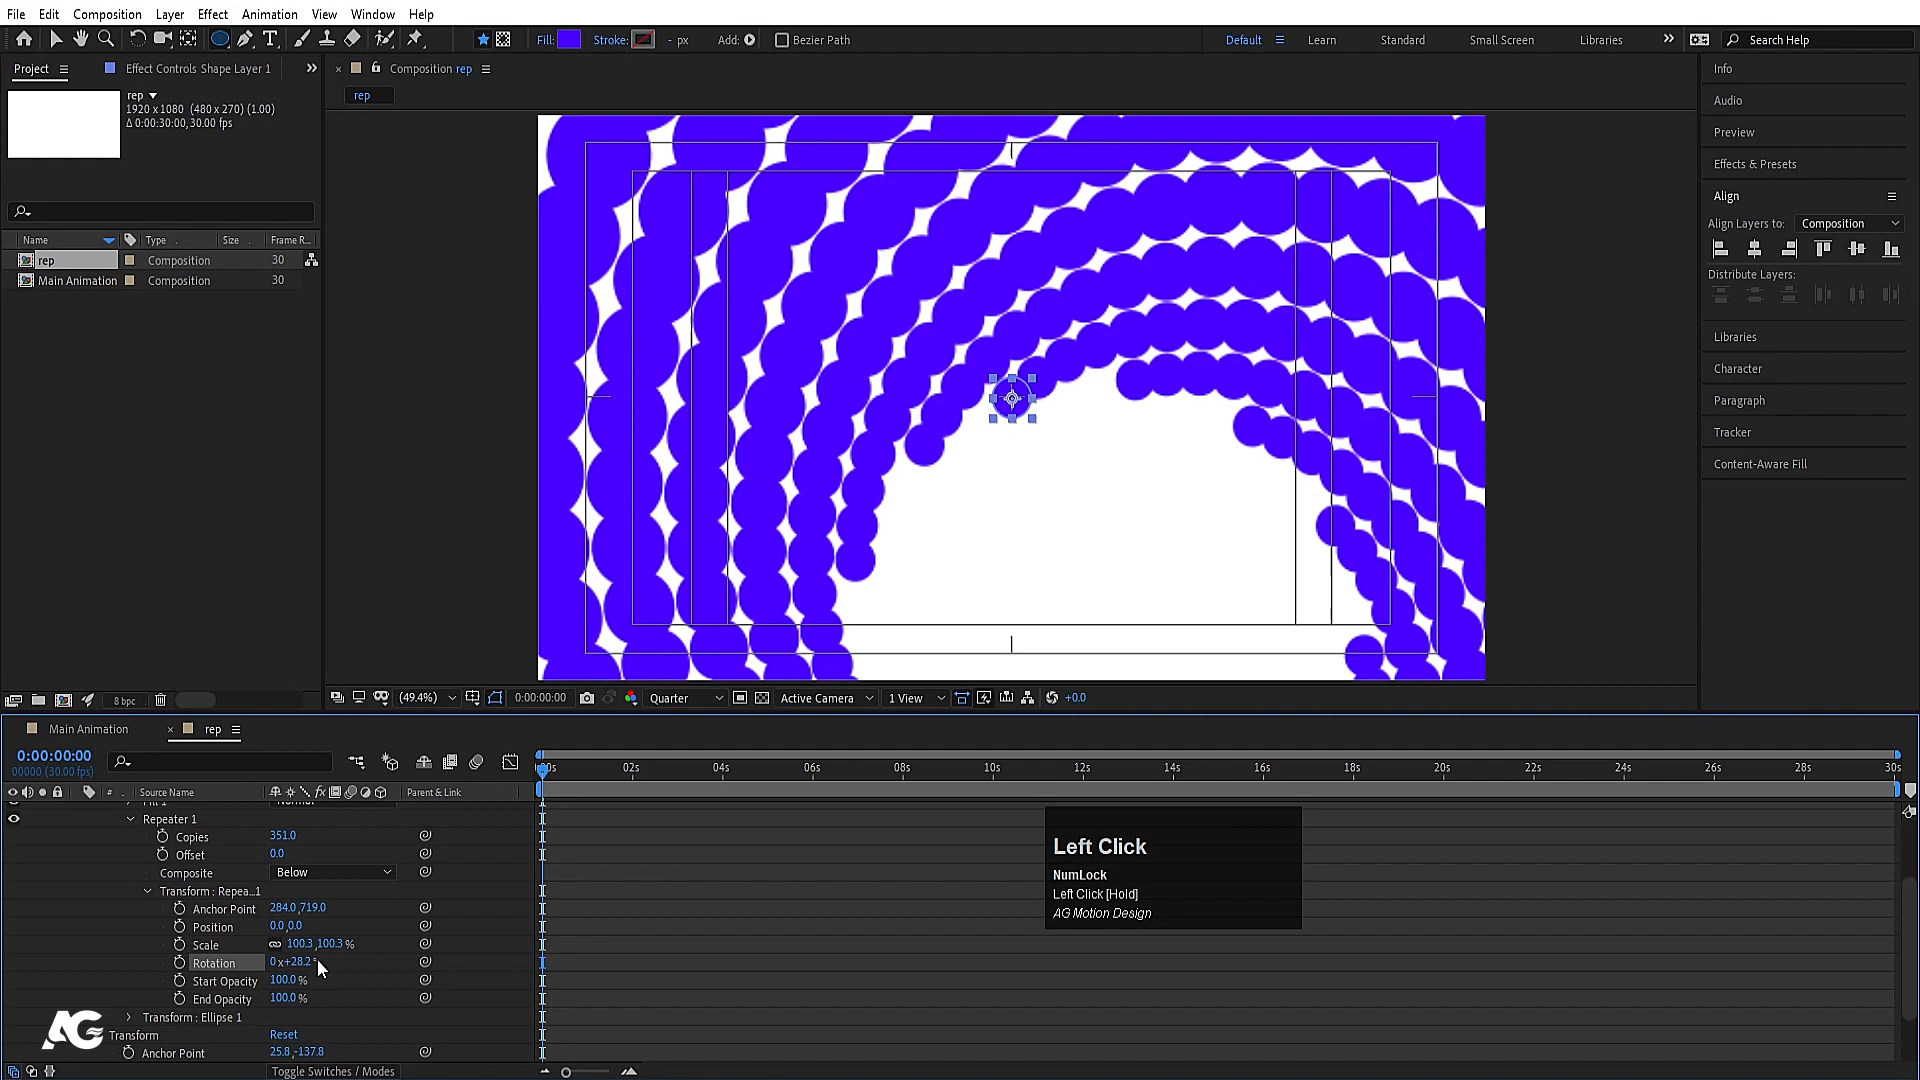 File Edit Composition Layer Effect Animation View Window Help
Fill: Stroke: - px Add: Bezier Path Default Learn Standard Small Screen Libraries Search Help
Project Effect Controls Shape Layer 1 Composition rep Info
rep
1920 x 1080 (480 x 270) (1.00)
Δ 0:00:30:00, 30.00 fps
rep
Audio
Preview
Effects & Presets
Align
Align Layers to: Composition
Distribute Layers:
Libraries
Character
Paragraph
Tracker
Content-Aware Fill
Name Type Size Frame R...
rep Composition 30
Main Animation Composition 30
8 bpc (49.4%) 0:00:00:00 Quarter Active Camera 1 View +0.0
Main Animation rep
0:00:00:00
00000 (30.00 fps)
02s 04s 06s 08s 10s 12s 14s 16s 18s 20s 22s 24s 26s 28s 30s
# Source Name fx Parent & Link
Repeater 1
Copies 351.0
Offset 0.0
Composite Below
Transform : Repea...1
Anchor Point 284.0,719.0
Position 0.0,0.0
Scale 100.3,100.3 %
Rotation 0x+28.2°
Start Opacity 100.0 %
End Opacity 100.0 %
Transform : Ellipse 1
Transform Reset
Anchor Point 25.8,-137.8
Toggle Switches / Modes
Left Click
NumLock
Left Click [Hold]
AG Motion Design
AG